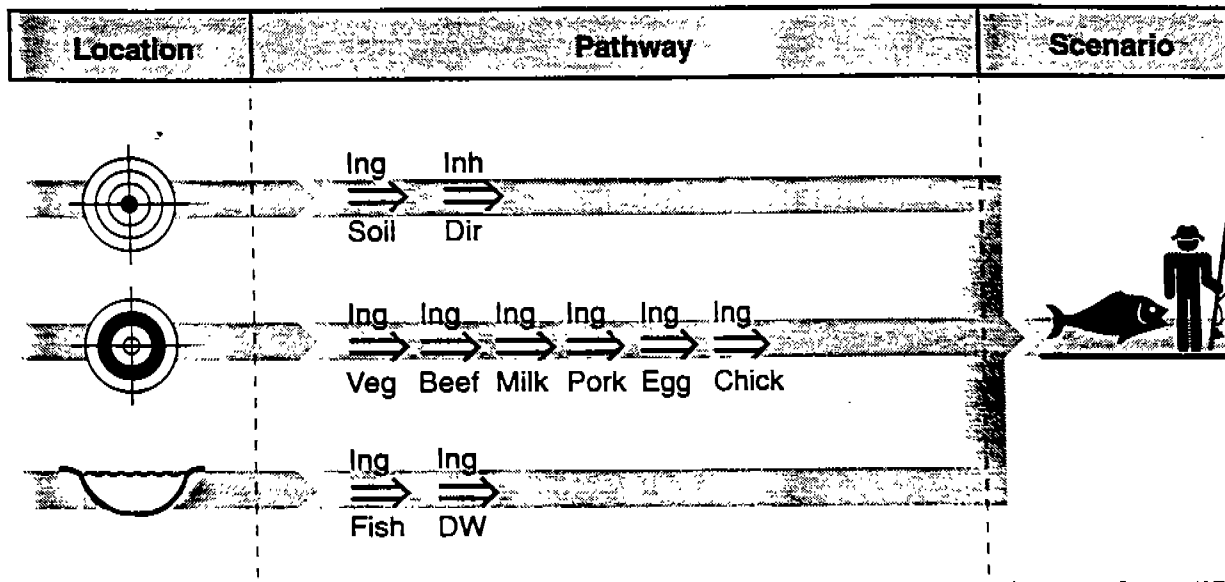 Location Pathway Scenario
Ing Inh
Soil Dir
Ing Ing Ing Ing Ing Ing
Veg Beef Milk Pork Egg Chick
Ing Ing
Fish DW